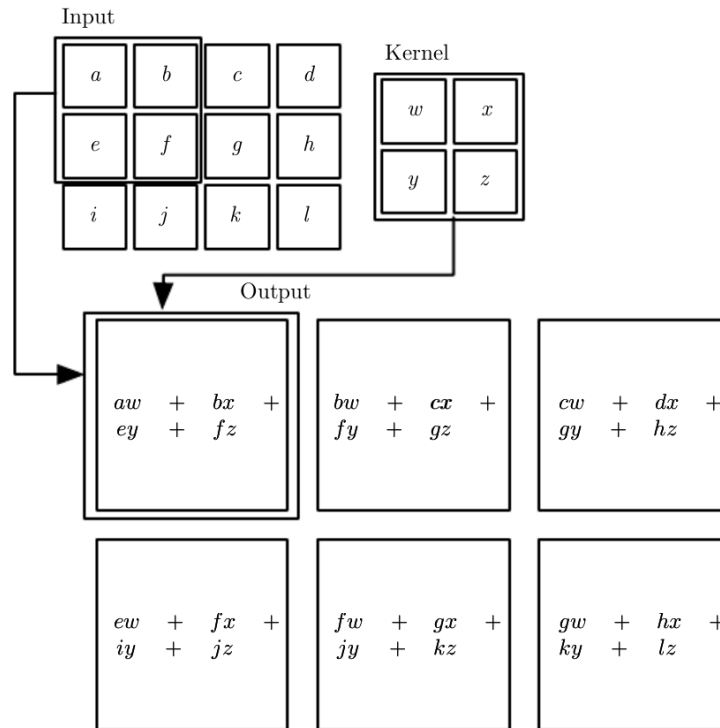 Input
a b c d
Kernel
w x
e f g h
y z
i j k l
Output
aw + bx + bw + cx + cw + dx +
ey + fz fy + gz gy + hz
ew + fx + fw + gx + gw + hx +
iy + jz jy + kz ky + lz